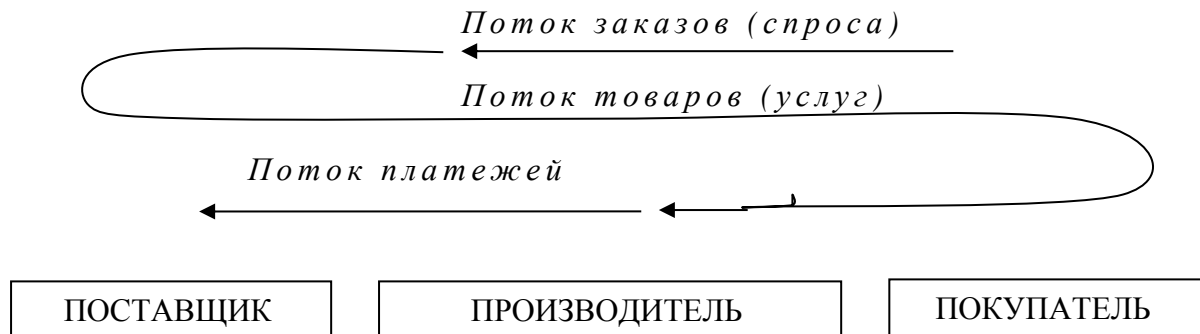 Поток заказов (спроса)
Поток товаров (услуг)
Поток платежей
ПОСТАВЩИК ПРОИЗВОДИТЕЛЬ ПОКУПАТЕЛЬ